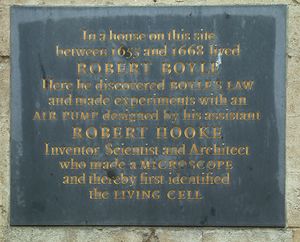 In a house on this site
between 1655 and 1668 lived
ROBERT BOYLE
Here he discovered BOYLE'S LAW
and made experiments with an
AIR PUMP designed by his assistant
ROBERT HOOKE
Inventor, Scientist and Architect
who made a MICROSCOPE
and thereby first identified
the LIVING CELL